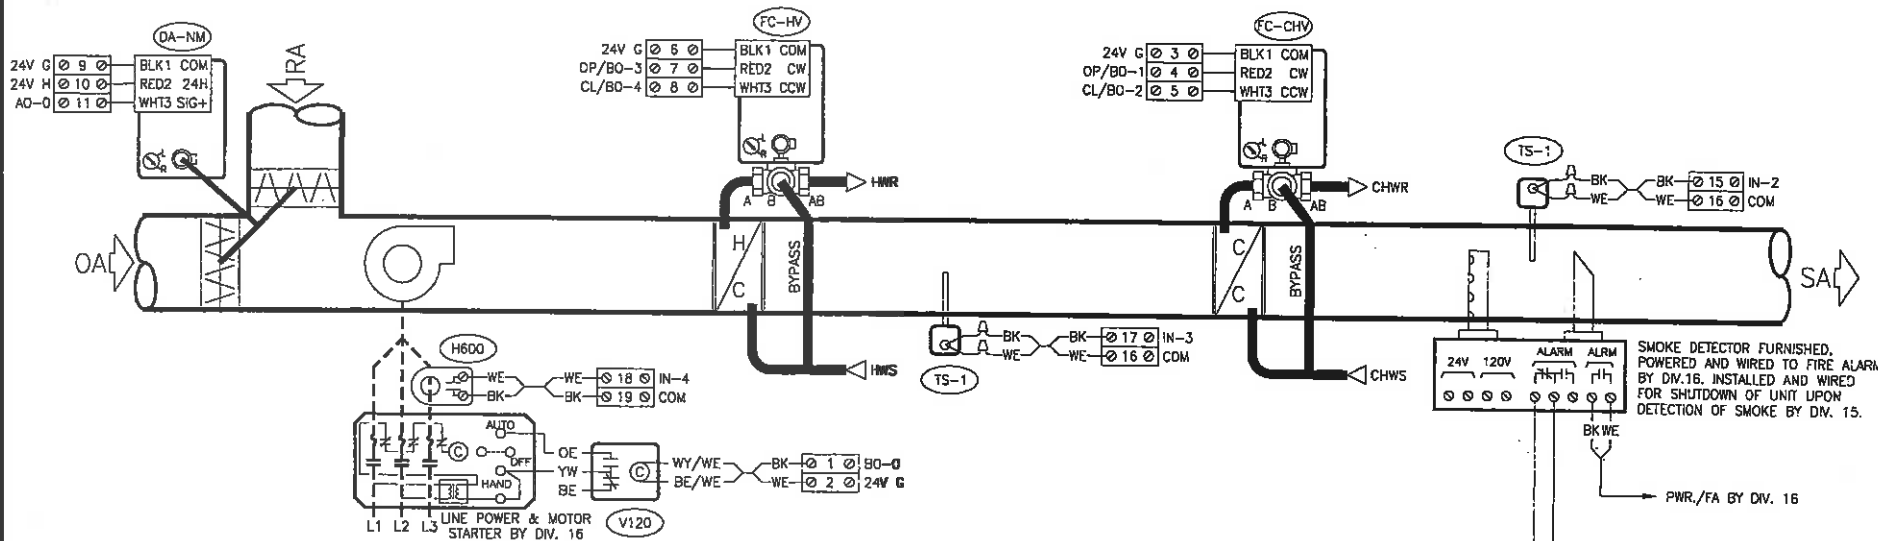 DA-NM
24V G 9 BLK1 COM
24V H 10 RED2 24H
AO-0 11 WHT3 SIG+
L
R
RA
OA
FC-HV
24V G 6 BLK1 COM
OP/BO-3 7 RED2 CW
CL/BO-4 8 WHT3 CCW
L
R
HWR
A B AB
H
C
BYPASS
HWS
FC-CHV
24V G 3 BLK1 COM
OP/BO-1 4 RED2 CW
CL/BO-2 5 WHT3 CCW
L
R
CHWR
A B AB
C
C
BYPASS
CHWS
TS-1
BK BK 15 IN-2
WE WE 16 COM
SA
BK BK 17 IN-3
WE WE 16 COM
TS-1
H600
WE WE 18 IN-4
BK BK 19 COM
AUTO
C
OFF
HAND
OE
YW
BE
C
WY/WE BK 1 BO-0
BE/WE WE 2 24V G
V120
L1 L2 L3
LINE POWER & MOTOR
STARTER BY DIV. 16
24V 120V ALARM ALRM
SMOKE DETECTOR FURNISHED,
POWERED AND WIRED TO FIRE ALARM
BY DIV.16. INSTALLED AND WIRED
FOR SHUTDOWN OF UNIT UPON
DETECTION OF SMOKE BY DIV. 15.
BK WE
PWR./FA BY DIV. 16